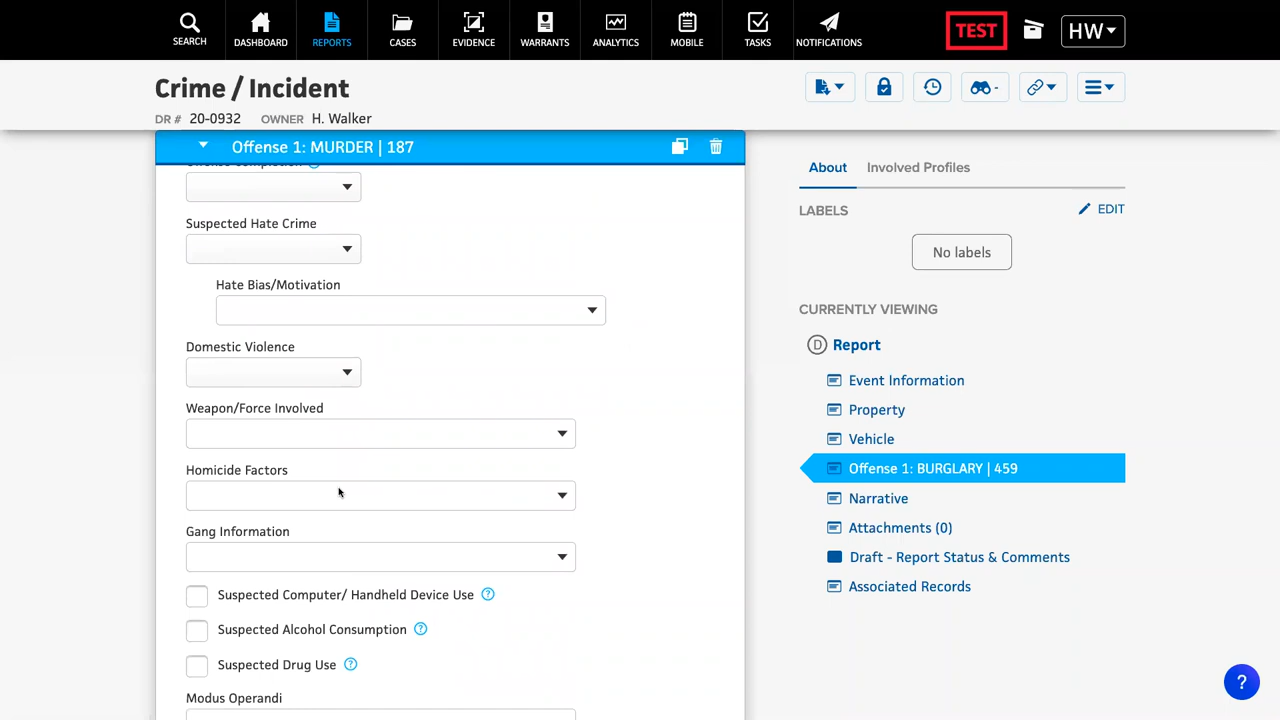 SEARCH
DASHBOARD
REPORTS
CASES
EVIDENCE
WARRANTS
ANALYTICS
MOBILE
TASKS
NOTIFICATIONS
TEST
HW
Crime / Incident
DR # 20-0932 OWNER H. Walker
Offense 1: MURDER | 187
Offense Completion
Suspected Hate Crime
Hate Bias/Motivation
Domestic Violence
Weapon/Force Involved
Homicide Factors
Gang Information
Suspected Computer/ Handheld Device Use ?
Suspected Alcohol Consumption ?
Suspected Drug Use ?
Modus Operandi
About Involved Profiles
LABELS EDIT
No labels
CURRENTLY VIEWING
D Report
Event Information
Property
Vehicle
Offense 1: BURGLARY | 459
Narrative
Attachments (0)
Draft - Report Status & Comments
Associated Records
?